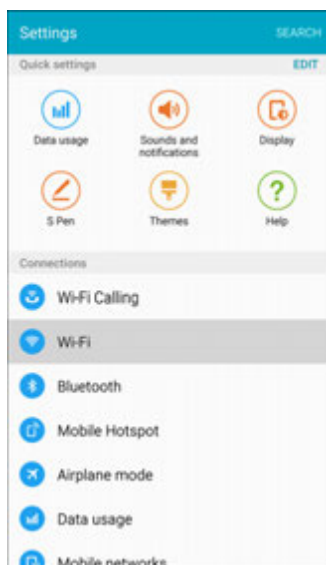 Settings SEARCH
Quick settings EDIT
Data usage
Sounds and
notifications
Display
S Pen
Themes
Help
Connections
Wi-Fi Calling
Wi-Fi
Bluetooth
Mobile Hotspot
Airplane mode
Data usage
Mobile networks